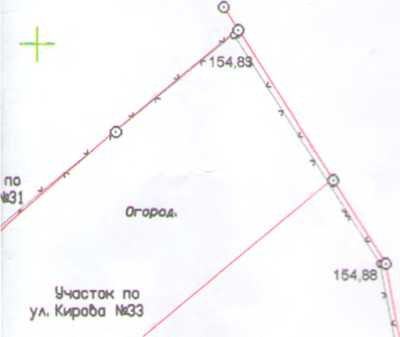 154,83
по
№31
Огород.
154,88
Участок по
ул. Кирова №33